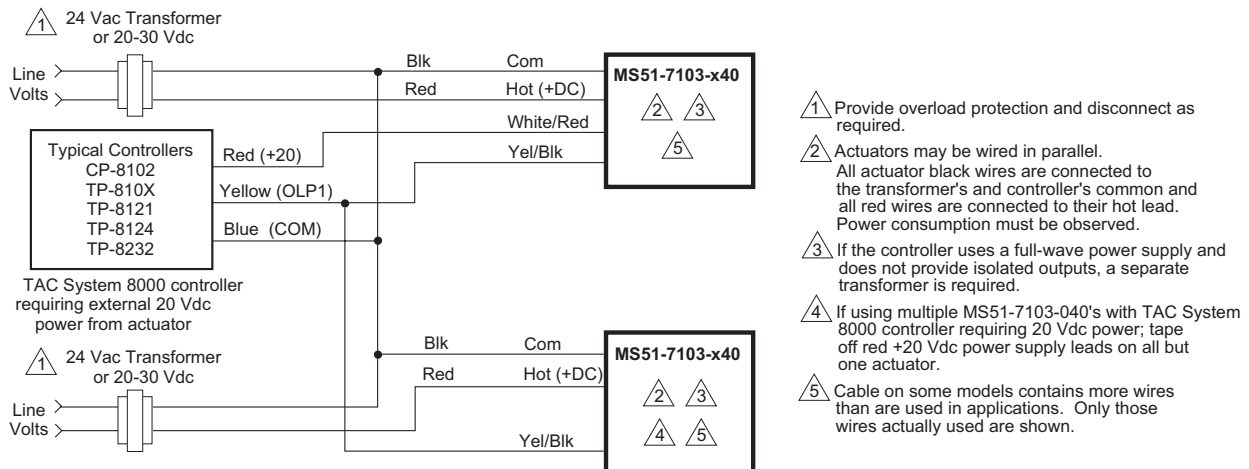 1 24 Vac Transformer
or 20-30 Vdc
Line
Volts
Blk Com
Red Hot (+DC)
White/Red
Yel/Blk
MS51-7103-x40
2 3
5
Typical Controllers
CP-8102
TP-810X
TP-8121
TP-8124
TP-8232
Red (+20)
Yellow (OLP1)
Blue (COM)
TAC System 8000 controller
requiring external 20 Vdc
power from actuator
1 24 Vac Transformer
or 20-30 Vdc
Line
Volts
Blk Com
Red Hot (+DC)
Yel/Blk
MS51-7103-x40
2 3
4 5
1 Provide overload protection and disconnect as
required.
2 Actuators may be wired in parallel.
All actuator black wires are connected to
the transformer's and controller's common and
all red wires are connected to their hot lead.
Power consumption must be observed.
3 If the controller uses a full-wave power supply and
does not provide isolated outputs, a separate
transformer is required.
4 If using multiple MS51-7103-040's with TAC System
8000 controller requiring 20 Vdc power; tape
off red +20 Vdc power supply leads on all but
one actuator.
5 Cable on some models contains more wires
than are used in applications. Only those
wires actually used are shown.